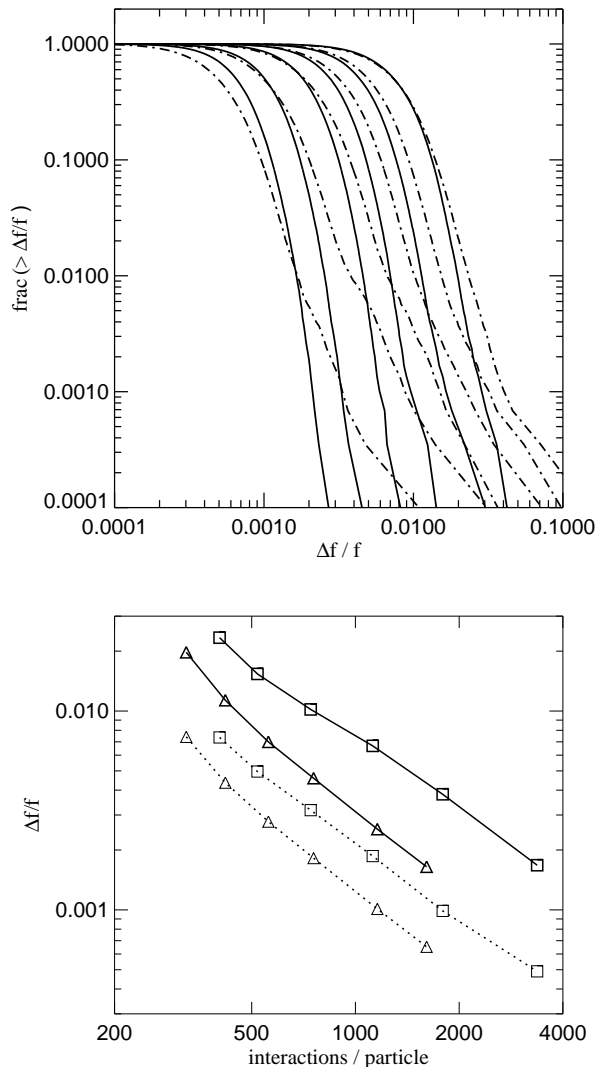 1.0000
0.1000
0.0100
0.0010
0.0001
frac (> Δf/f )
0.0001 0.0010 0.0100 0.1000
Δf / f
0.010
0.001
Δf/f
200 500 1000 2000 4000
interactions / particle